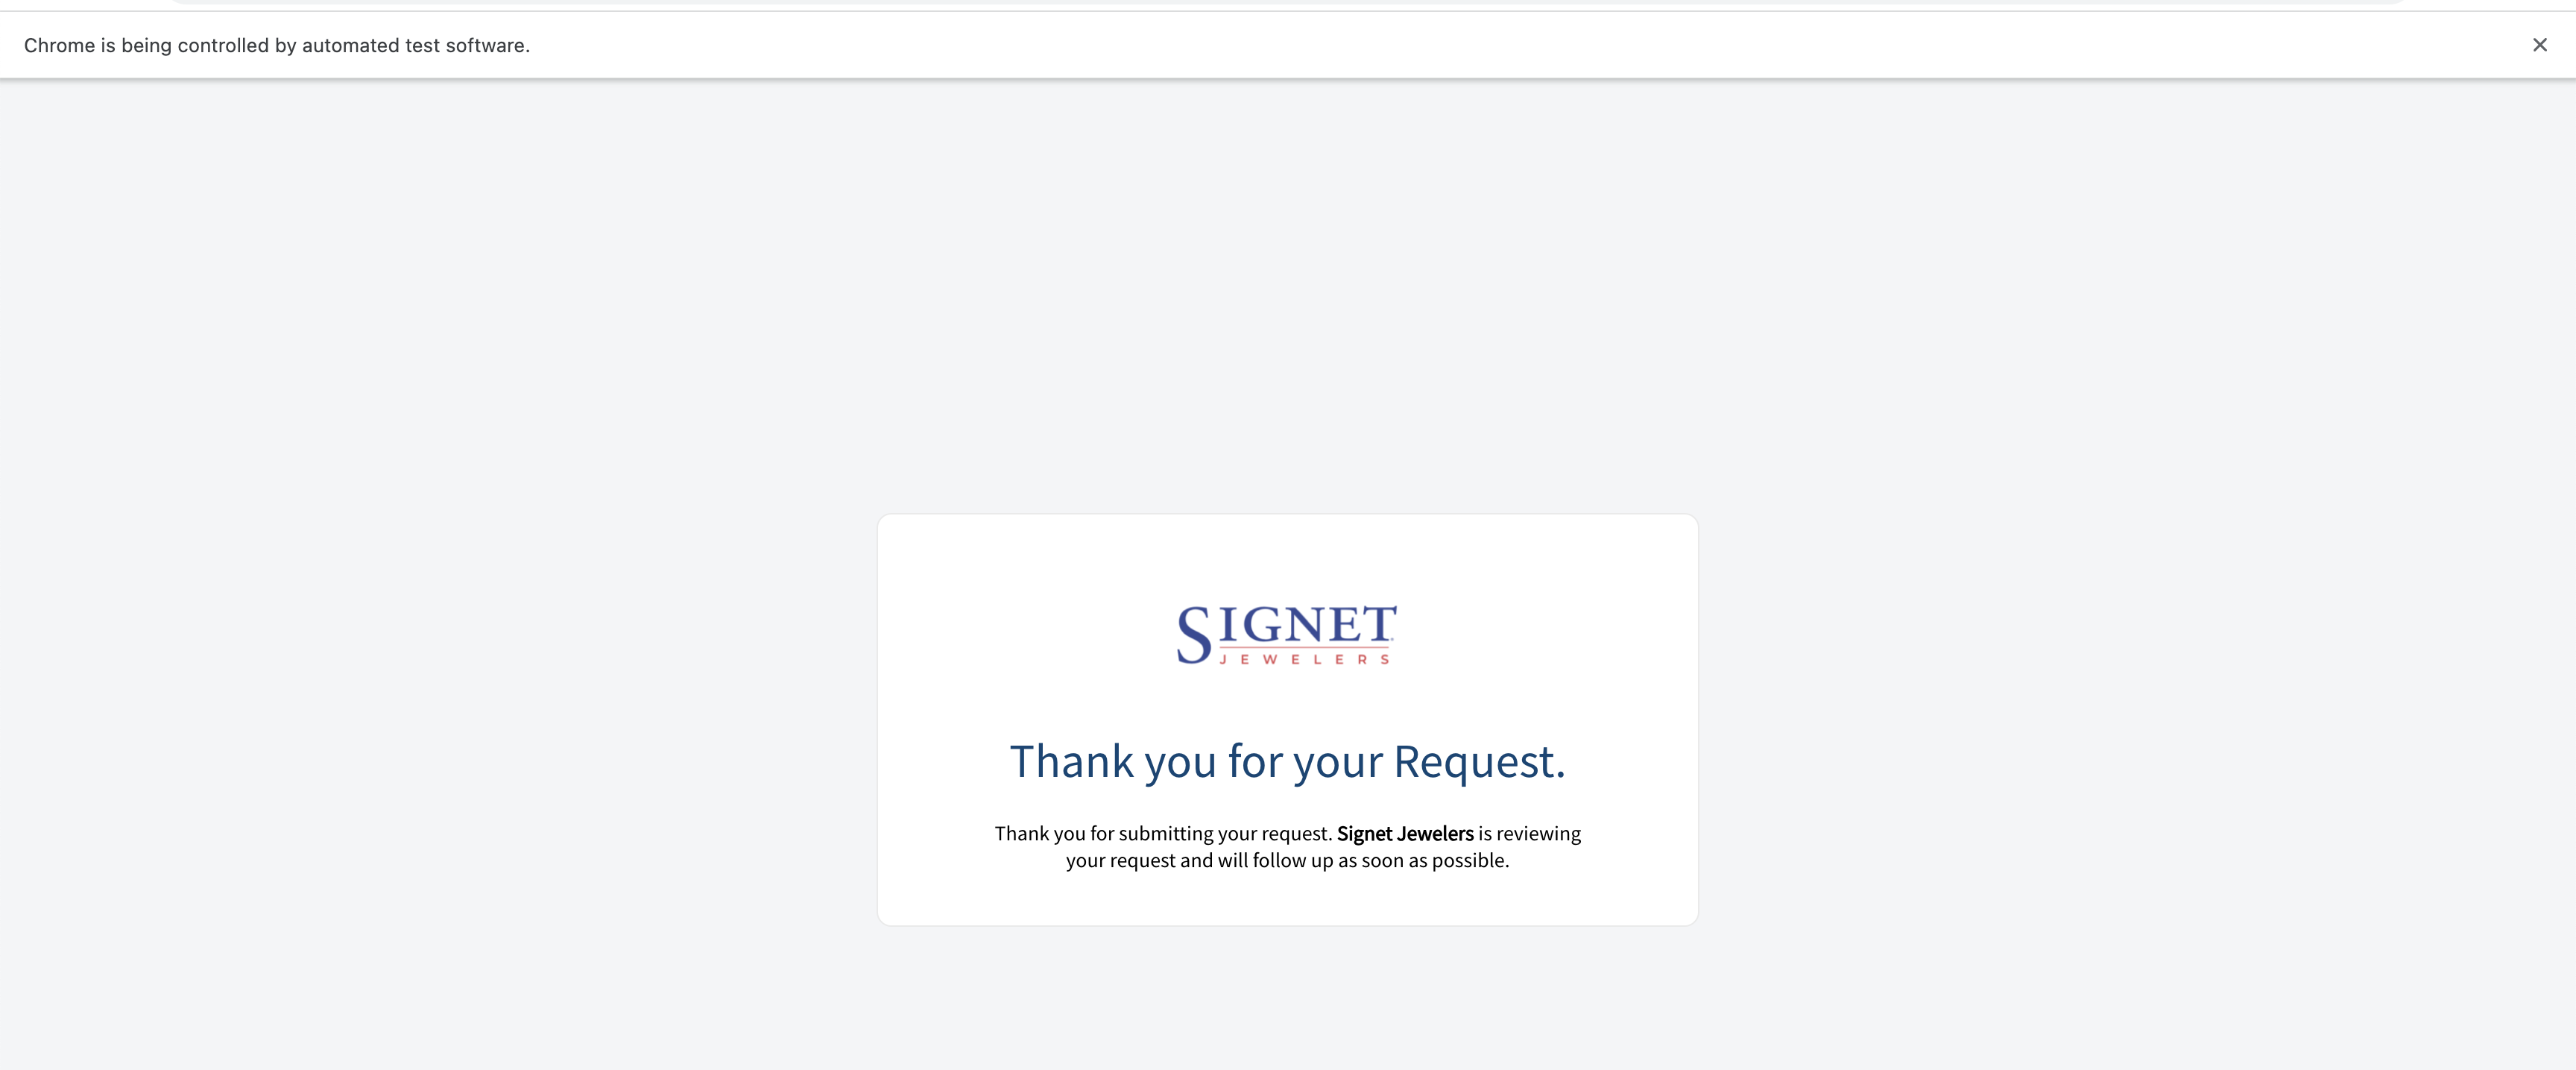 Chrome is being controlled by automated test software.
SIGNET
JEWELERS
Thank you for your Request.
Thank you for submitting your request. Signet Jewelers is reviewing
your request and will follow up as soon as possible.